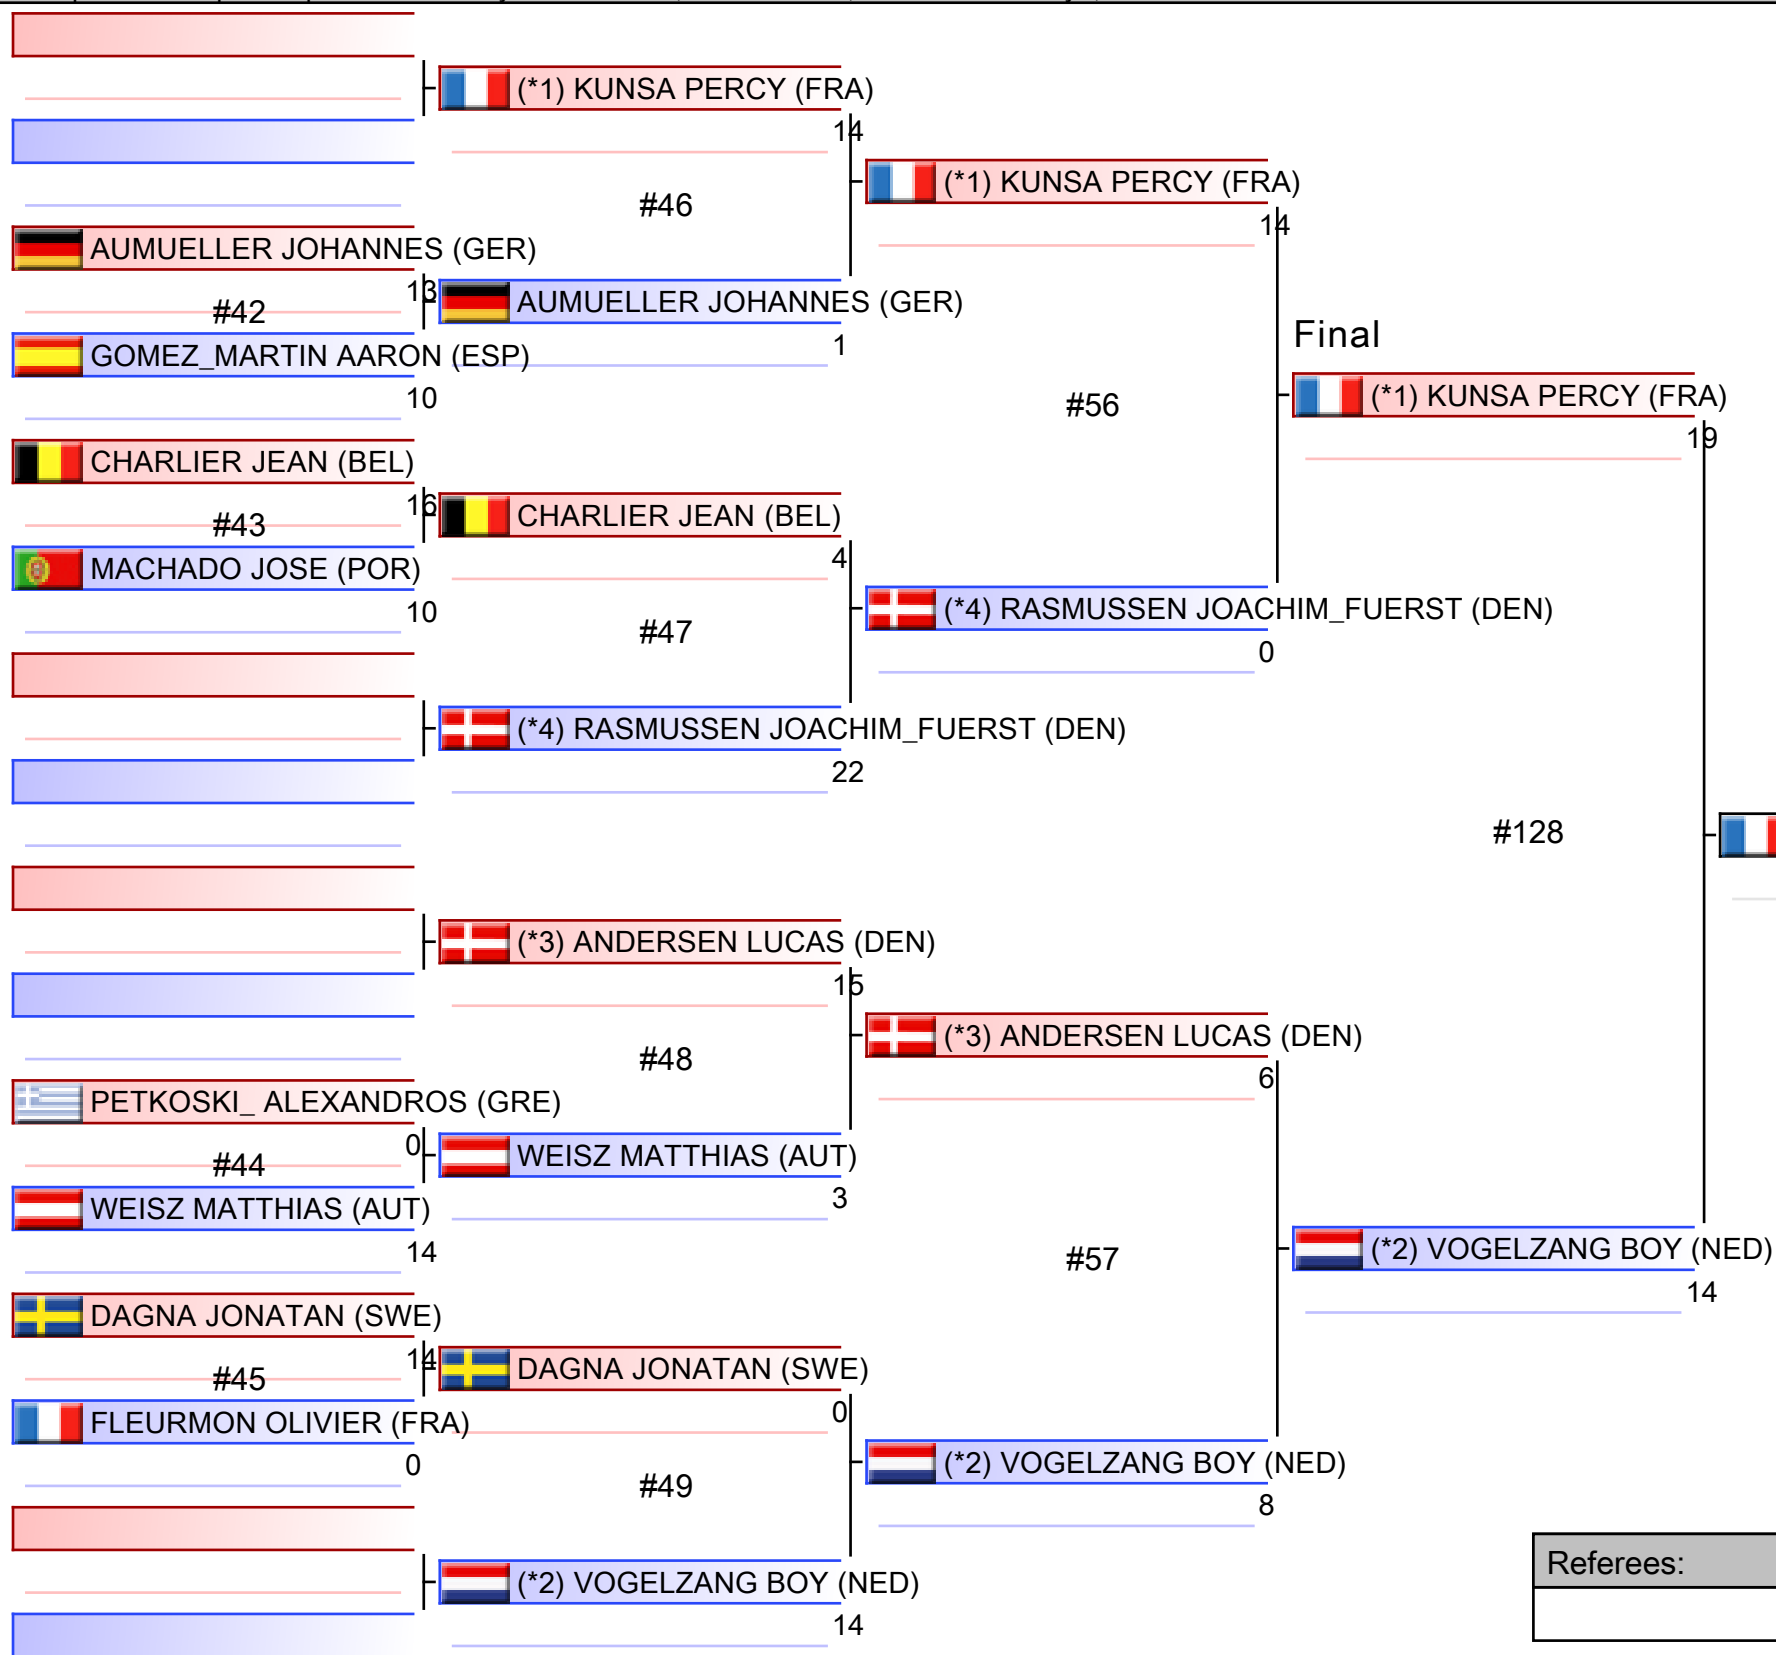 (*1) KUNSA PERCY (FRA)
14
#46
(*1) KUNSA PERCY (FRA)
14
AUMUELLER JOHANNES (GER)
13
#42
AUMUELLER JOHANNES (GER)
1
GOMEZ_MARTIN AARON (ESP)
10
Final
#56
(*1) KUNSA PERCY (FRA)
19
CHARLIER JEAN (BEL)
16
#43
CHARLIER JEAN (BEL)
4
MACHADO JOSE (POR)
10
#47
(*4) RASMUSSEN JOACHIM_FUERST (DEN)
0
(*4) RASMUSSEN JOACHIM_FUERST (DEN)
22
#128
(*3) ANDERSEN LUCAS (DEN)
15
#48
(*3) ANDERSEN LUCAS (DEN)
6
PETKOSKI_ ALEXANDROS (GRE)
0
#44
WEISZ MATTHIAS (AUT)
3
WEISZ MATTHIAS (AUT)
14
#57
(*2) VOGELZANG BOY (NED)
14
DAGNA JONATAN (SWE)
14
#45
DAGNA JONATAN (SWE)
0
FLEURMON OLIVIER (FRA)
0
#49
(*2) VOGELZANG BOY (NED)
8
(*2) VOGELZANG BOY (NED)
14
Referees: